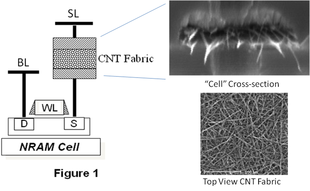 SL
BL
CNT Fabric
WL
D
S
NRAM Cell
Figure 1
"Cell" Cross-section
Top View CNT Fabric